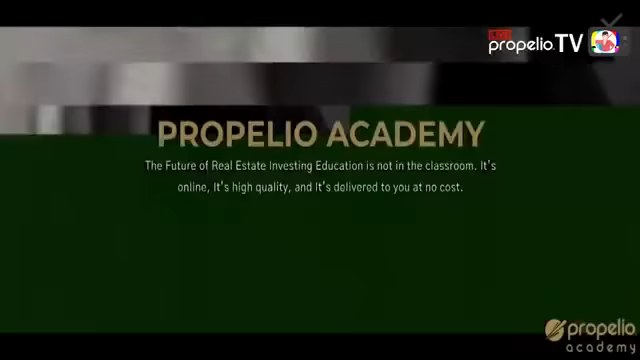 propelio.TV
PROPELIO ACADEMY
The Future of Real Estate Investing Education is not in the classroom. It's
online, It's high quality, and It's delivered to you at no cost.
propelio
academy